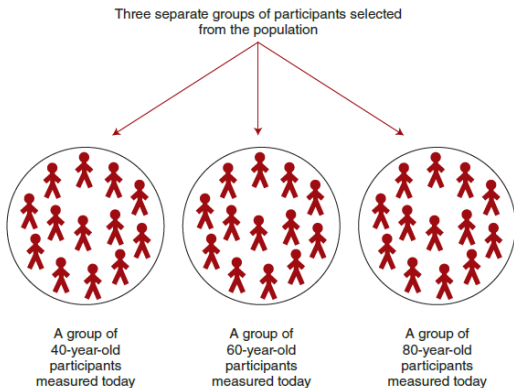 Three separate groups of participants selected
from the population
A group of
40-year-old
participants
measured today
A group of
60-year-old
participants
measured today
A group of
80-year-old
participants
measured today